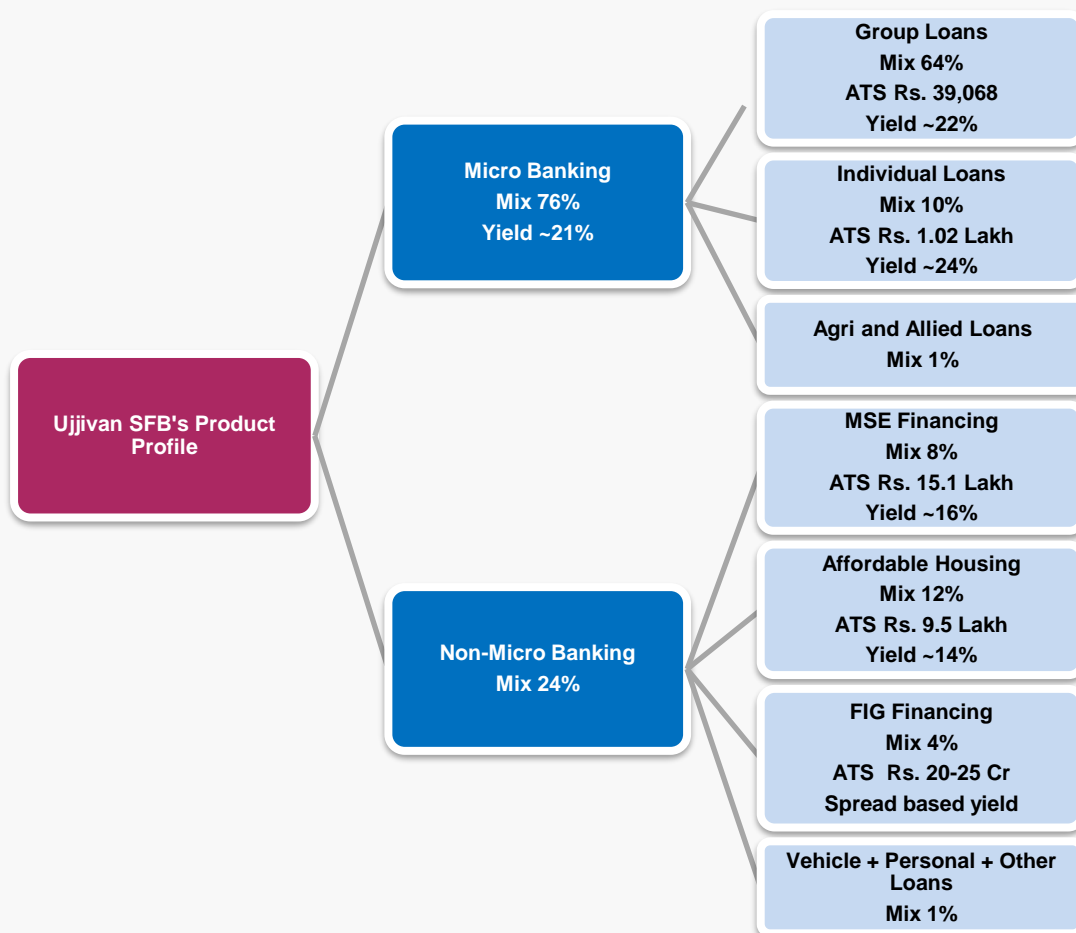 Ujjivan SFB's Product
Profile
Micro Banking
Mix 76%
Yield ~21%
Group Loans
Mix 64%
ATS Rs. 39,068
Yield ~22%
Individual Loans
Mix 10%
ATS Rs. 1.02 Lakh
Yield ~24%
Agri and Allied Loans
Mix 1%
Non-Micro Banking
Mix 24%
MSE Financing
Mix 8%
ATS Rs. 15.1 Lakh
Yield ~16%
Affordable Housing
Mix 12%
ATS Rs. 9.5 Lakh
Yield ~14%
FIG Financing
Mix 4%
ATS Rs. 20-25 Cr
Spread based yield
Vehicle + Personal + Other
Loans
Mix 1%